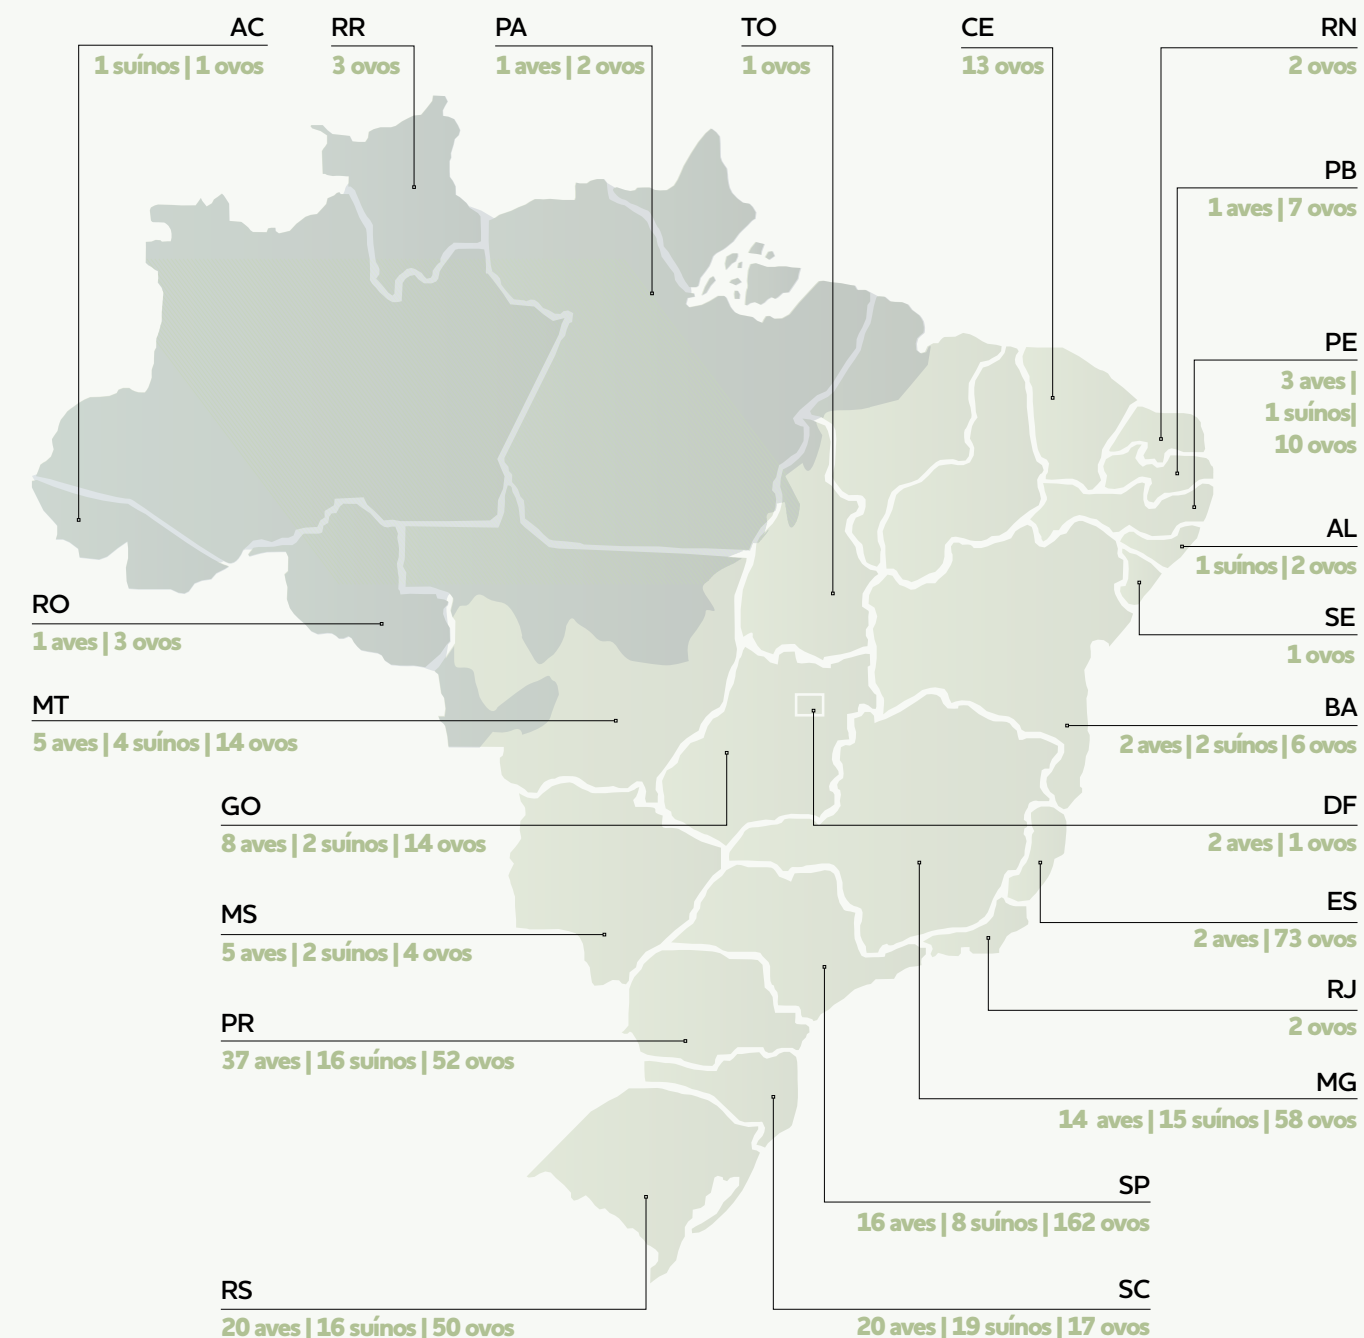 AC
1 suínos | 1 ovos
RR
3 ovos
PA
1 aves | 2 ovos
TO
1 ovos
CE
13 ovos
RN
2 ovos
PB
1 aves | 7 ovos
PE
3 aves |
1 suínos|
10 ovos
AL
1 suínos | 2 ovos
SE
1 ovos
BA
2 aves | 2 suínos | 6 ovos
DF
2 aves | 1 ovos
ES
2 aves | 73 ovos
RJ
2 ovos
MG
14 aves | 15 suínos | 58 ovos
SP
16 aves | 8 suínos | 162 ovos
SC
20 aves | 19 suínos | 17 ovos
RO
1 aves | 3 ovos
MT
5 aves | 4 suínos | 14 ovos
GO
8 aves | 2 suínos | 14 ovos
MS
5 aves | 2 suínos | 4 ovos
PR
37 aves | 16 suínos | 52 ovos
RS
20 aves | 16 suínos | 50 ovos